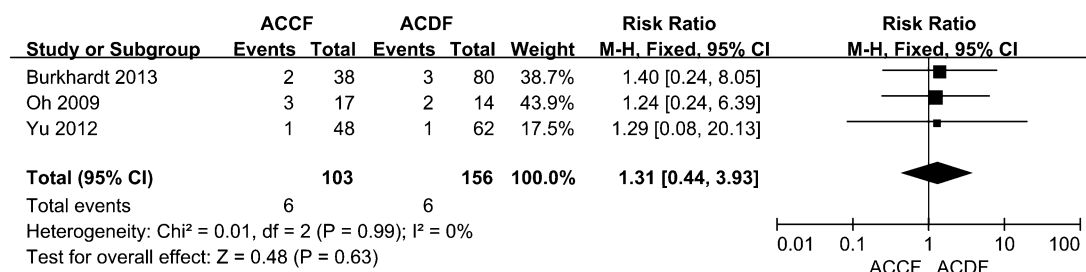 ACCF ACDF Risk Ratio Risk Ratio
Study or Subgroup Events Total Events Total Weight M-H, Fixed, 95% CI M-H, Fixed, 95% CI
Burkhardt 2013 2 38 3 80 38.7% 1.40 [0.24, 8.05]
Oh 2009 3 17 2 14 43.9% 1.24 [0.24, 6.39]
Yu 2012 1 48 1 62 17.5% 1.29 [0.08, 20.13]
Total (95% CI) 103 156 100.0% 1.31 [0.44, 3.93]
Total events 6 6
Heterogeneity: Chi² = 0.01, df = 2 (P = 0.99); I² = 0%
Test for overall effect: Z = 0.48 (P = 0.63)
0.01 0.1 1 10 100
ACCF ACDF